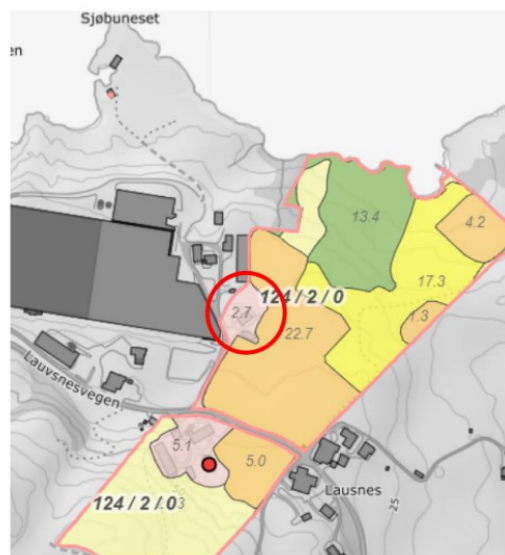 Sjøbuneset
en
13.4
4.2
17.3
124 / 2 / 0
2.7
1.3
22.7
Lauvsnesvegen
5.1
5.0
Lausnes
124 / 2 / 0
25